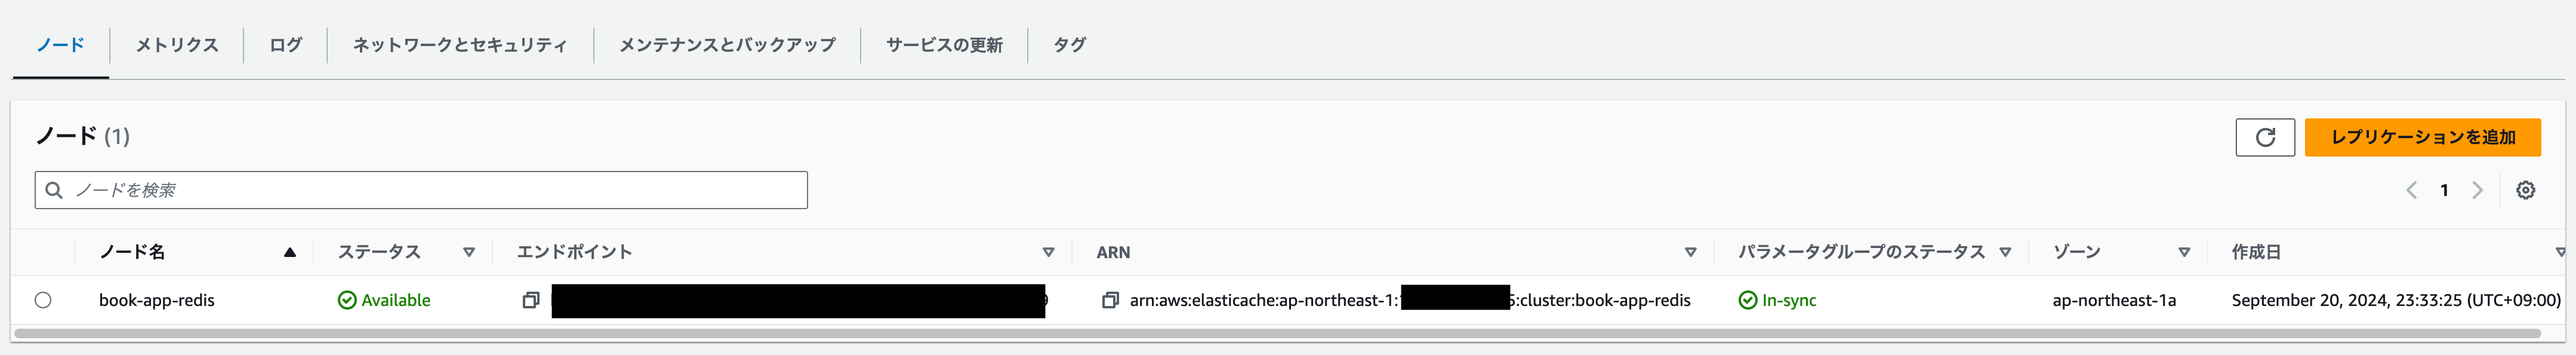 ノード メトリクス ログ ネットワークとセキュリティ メンテナンスとバックアップ サービスの更新 タグ
ノード (1)
レプリケーションを追加
ノードを検索
1
ノード名 ステータス エンドポイント ARN パラメータグループのステータス ゾーン 作成日
book-app-redis Available arn:aws:elasticache:ap-northeast-1: :cluster:book-app-redis In-sync ap-northeast-1a September 20, 2024, 23:33:25 (UTC+09:00)